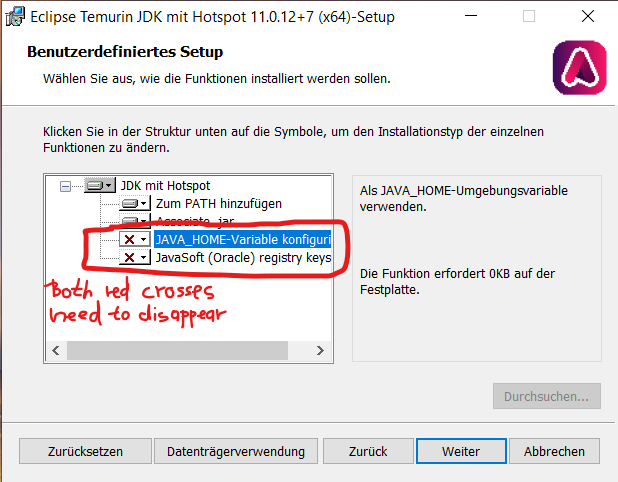 Eclipse Temurin JDK mit Hotspot 11.0.12+7 (x64)-Setup
Benutzerdefiniertes Setup
Wählen Sie aus, wie die Funktionen installiert werden sollen.
Klicken Sie in der Struktur unten auf die Symbole, um den Installationstyp der einzelnen
Funktionen zu ändern.
JDK mit Hotspot
Zum PATH hinzufügen
Associate .jar
JAVA_HOME-Variable konfiguri
JavaSoft (Oracle) registry keys
Both red crosses
need to disappear
Als JAVA_HOME-Umgebungsvariable
verwenden.
Die Funktion erfordert 0KB auf der
Festplatte.
Durchsuchen...
Zurücksetzen Datenträgerverwendung Zurück Weiter Abbrechen